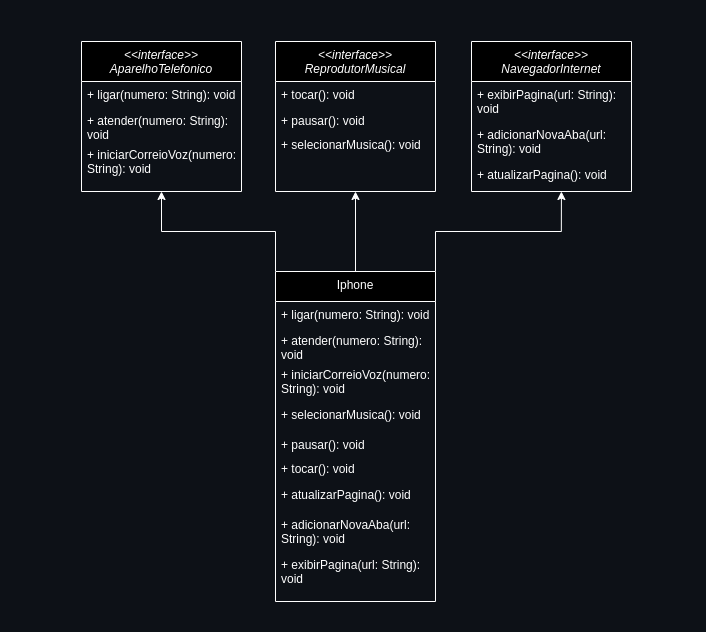 <<interface>>
AparelhoTelefonico
+ ligar(numero: String): void
+ atender(numero: String):
void
+ iniciarCorreioVoz(numero:
String): void
<<interface>>
ReprodutorMusical
+ tocar(): void
+ pausar(): void
+ selecionarMusica(): void
<<interface>>
NavegadorInternet
+ exibirPagina(url: String):
void
+ adicionarNovaAba(url:
String): void
+ atualizarPagina(): void
Iphone
+ ligar(numero: String): void
+ atender(numero: String):
void
+ iniciarCorreioVoz(numero:
String): void
+ selecionarMusica(): void
+ pausar(): void
+ tocar(): void
+ atualizarPagina(): void
+ adicionarNovaAba(url:
String): void
+ exibirPagina(url: String):
void